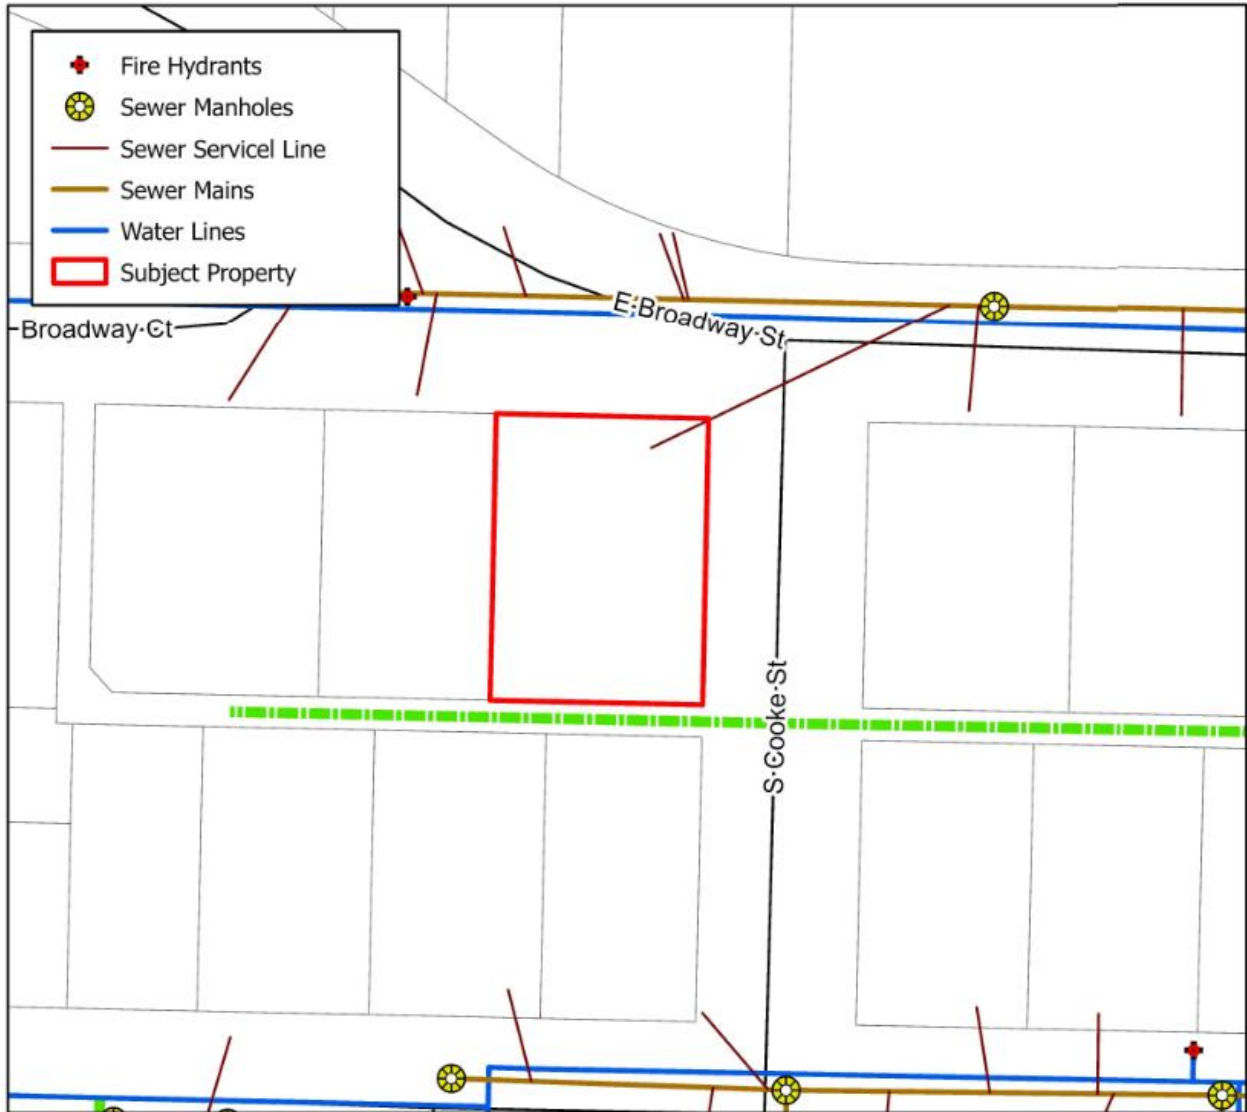 Fire Hydrants
Sewer Manholes
Sewer Servicel Line
Sewer Mains
Water Lines
Subject Property
E Broadway St
Broadway Ct
S Cooke St